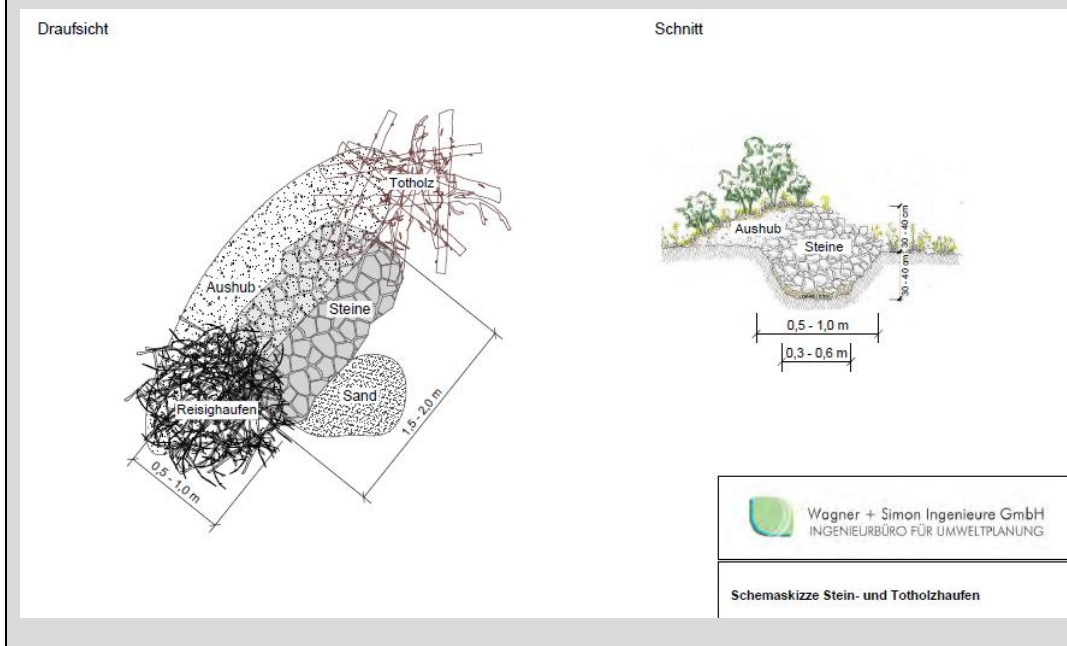 Draufsicht
Schnitt
Totholz
Aushub
Steine
Sand
Reisighaufen
1,5 - 2,0 m
0,5 - 1,0 m
Aushub
Steine
30 - 40 cm
30 - 40 cm
0,5 - 1,0 m
0,3 - 0,6 m
Wagner + Simon Ingenieure GmbH
INGENIEURBÜRO FÜR UMWELTPLANUNG
Schemaskizze Stein- und Totholzhaufen